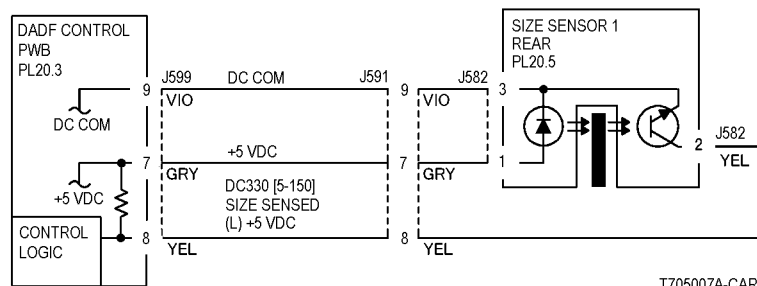 DADF CONTROL
PWB
PL20.3
SIZE SENSOR 1
REAR
PL20.5
9 J599 DC COM J591 9 J582 3
VIO VIO
DC COM
J582
2
YEL
7 +5 VDC 7 1
GRY GRY
+5 VDC
DC330 [5-150]
SIZE SENSED
(L) +5 VDC
CONTROL
LOGIC
8 8
YEL
T705007A-CAR